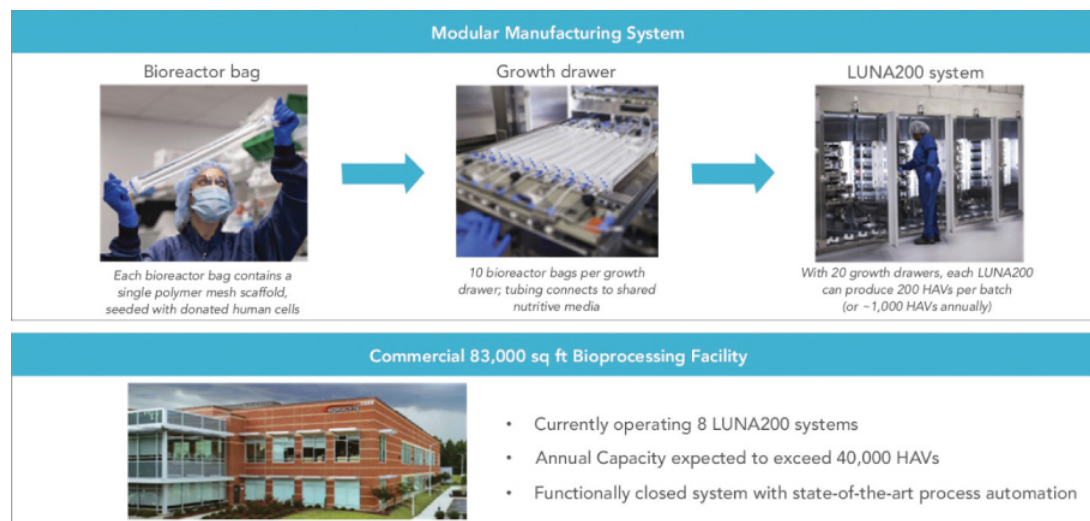 Modular Manufacturing System
Bioreactor bag
Growth drawer
LUNA200 system
Each bioreactor bag contains a
single polymer mesh scaffold,
seeded with donated human cells
10 bioreactor bags per growth
drawer; tubing connects to shared
nutritive media
With 20 growth drawers, each LUNA200
can produce 200 HAVs per batch
(or ~1,000 HAVs annually)
Commercial 83,000 sq ft Bioprocessing Facility
• Currently operating 8 LUNA200 systems
• Annual Capacity expected to exceed 40,000 HAVs
• Functionally closed system with state-of-the-art process automation